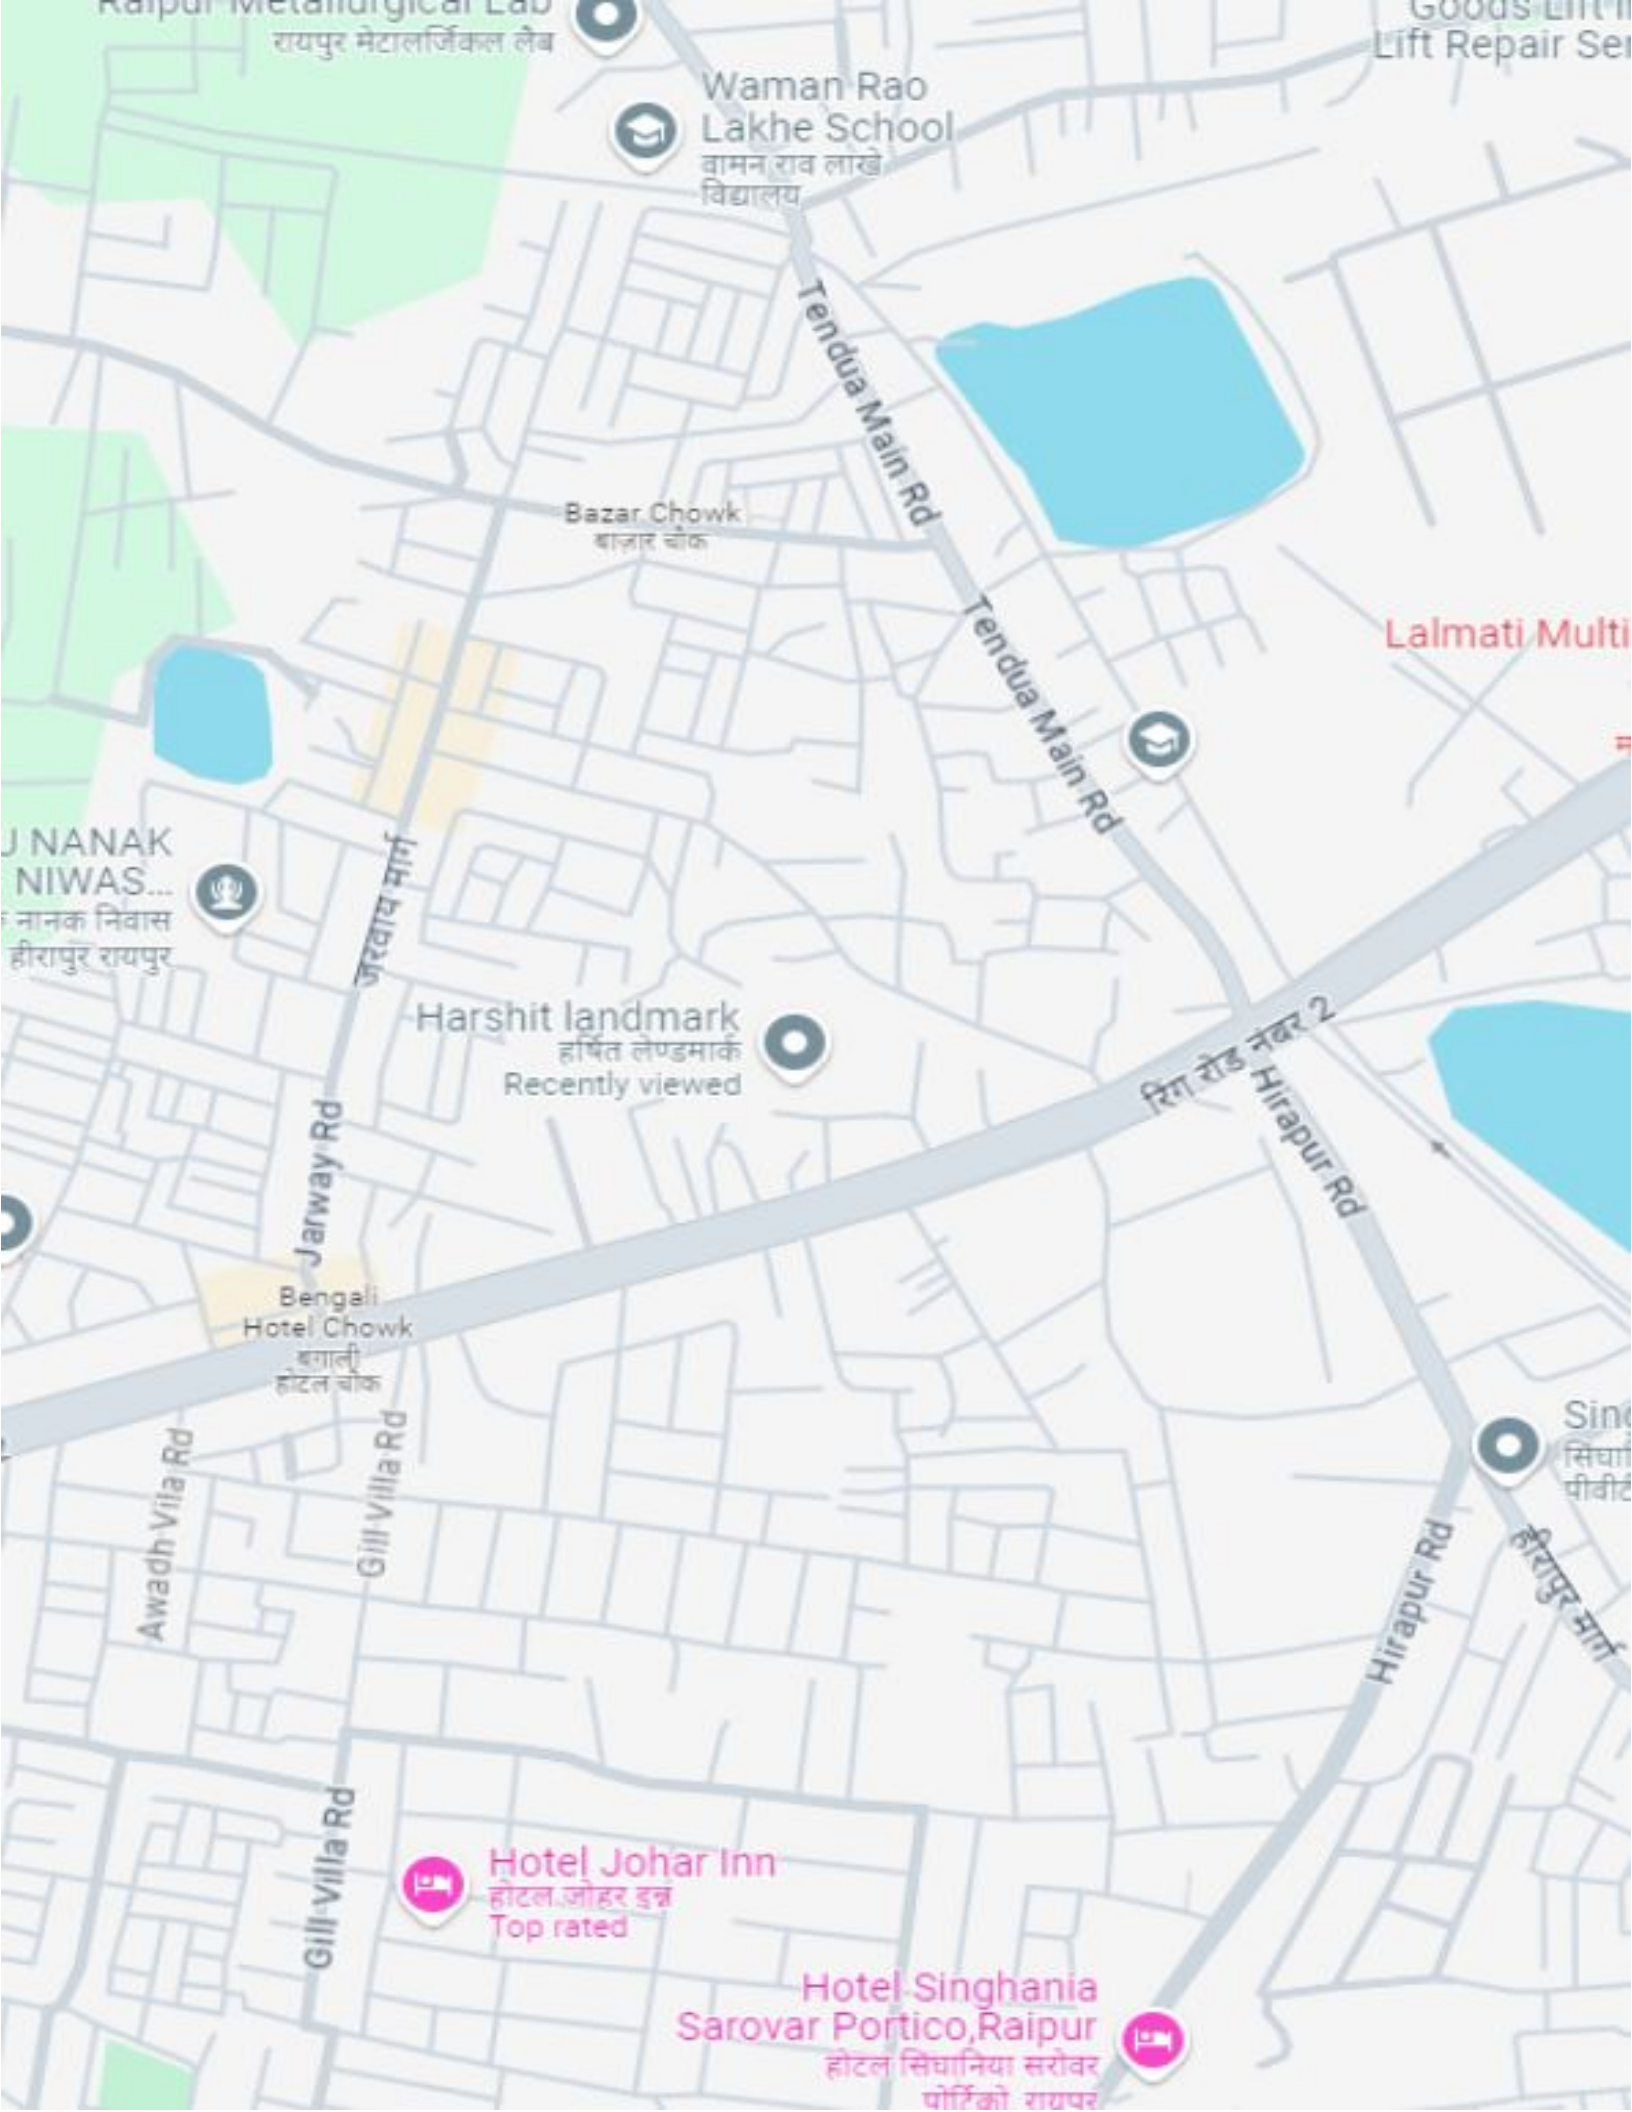 Raipur Metallurgical Lab
रायपुर मेटालर्जिकल लैब
Goods Lift
Lift Repair Ser
Waman Rao
Lakhe School
वामन राव लाखे
विद्यालय
Tendua Main Rd
Bazar Chowk
बाज़ार चौक
Tendua Main Rd
Lalmati Multi
U NANAK
NIWAS...
नानक निवास
हीरापुर रायपुर
जरवाय मार्ग
Harshit landmark
हर्षित लेण्डमार्क
Recently viewed
रिंग रोड नंबर 2
Hirapur Rd
Jarway Rd
Bengali
Hotel Chowk
बंगाली
होटल चौक
Sing
सिंघा
पीवीट
Awadh Vila Rd
Gill Villa Rd
Hirapur Rd
हीरापुर मार्ग
Gill Villa Rd
Hotel Johar Inn
होटल जोहर इन्न
Top rated
Hotel Singhania
Sarovar Portico,Raipur
होटल सिंघानिया सरोवर
पोर्टिको, रायपुर